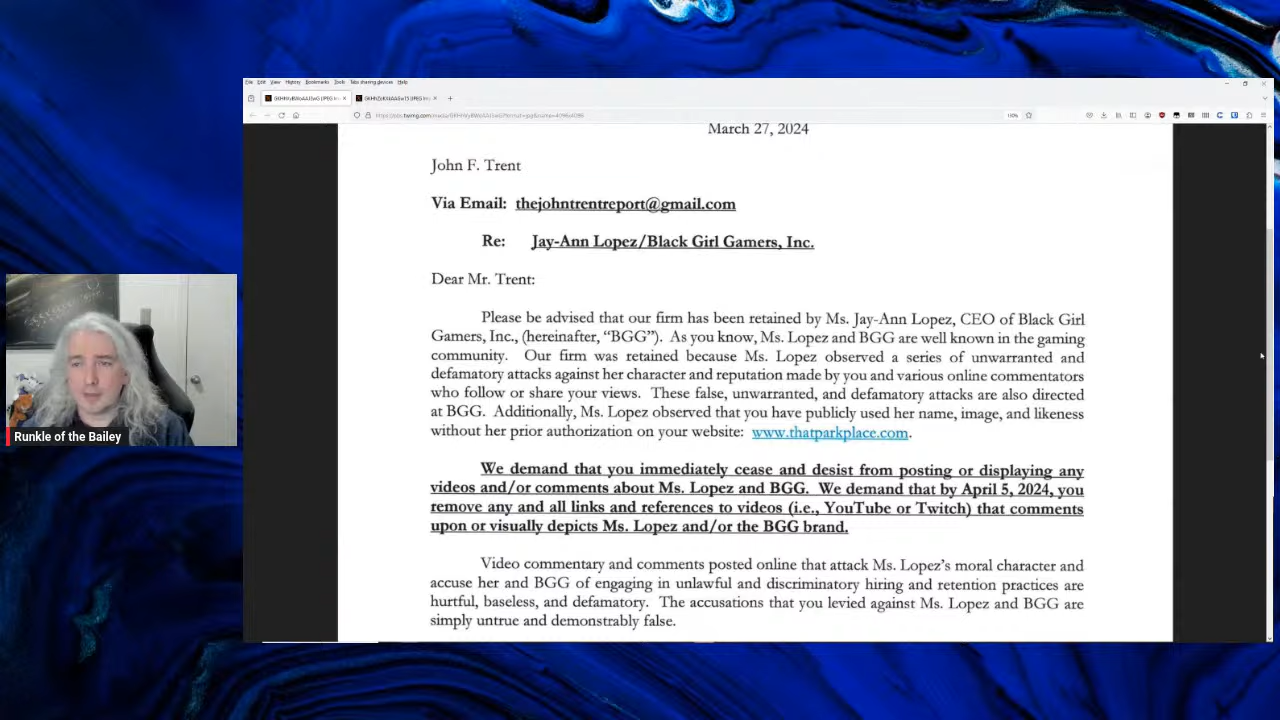 File Edit View History Bookmarks Tools Tabs sharing devices Help
March 27, 2024
John F. Trent
Via Email: thejohntrentreport@gmail.com
Re: Jay-Ann Lopez/Black Girl Gamers, Inc.
Dear Mr. Trent:
Please be advised that our firm has been retained by Ms. Jay-Ann Lopez, CEO of Black Girl
Gamers, Inc., (hereinafter, “BGG”). As you know, Ms. Lopez and BGG are well known in the gaming
community. Our firm was retained because Ms. Lopez observed a series of unwarranted and
defamatory attacks against her character and reputation made by you and various online commentators
who follow or share your views. These false, unwarranted, and defamatory attacks are also directed
at BGG. Additionally, Ms. Lopez observed that you have publicly used her name, image, and likeness
without her prior authorization on your website: www.thatparkplace.com.
We demand that you immediately cease and desist from posting or displaying any
videos and/or comments about Ms. Lopez and BGG. We demand that by April 5, 2024, you
remove any and all links and references to videos (i.e., YouTube or Twitch) that comments
upon or visually depicts Ms. Lopez and/or the BGG brand.
Video commentary and comments posted online that attack Ms. Lopez’s moral character and
accuse her and BGG of engaging in unlawful and discriminatory hiring and retention practices are
hurtful, baseless, and defamatory. The accusations that you levied against Ms. Lopez and BGG are
simply untrue and demonstrably false.
Runkle of the Bailey